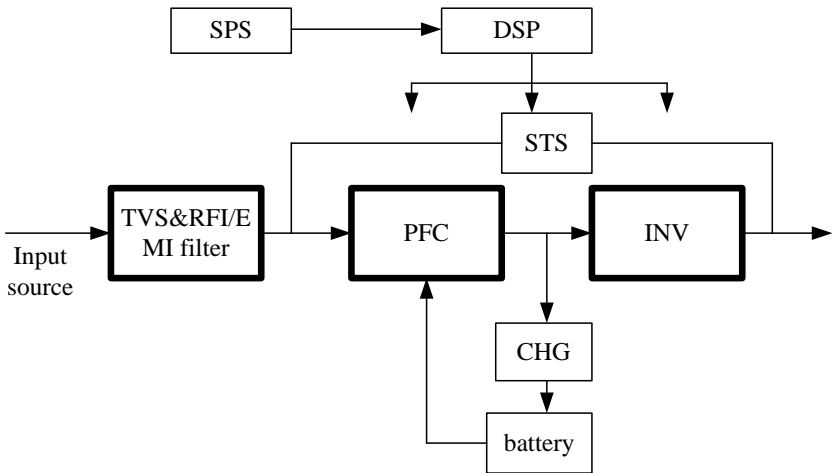 SPS
DSP
STS
TVS&RFI/E
MI filter
PFC
INV
Input
source
CHG
battery